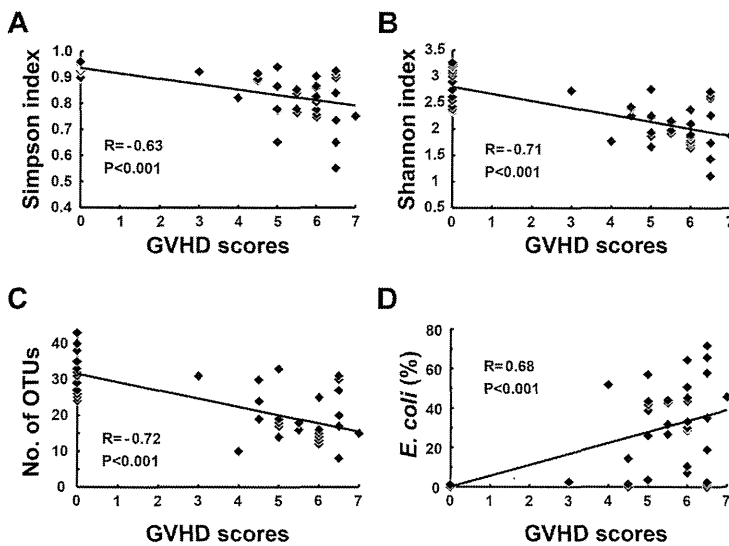 A
Simpson index
1.0
0.9
0.8
0.7
0.6
0.5
0.4
R=-0.63
P<0.001
0 1 2 3 4 5 6 7
GVHD scores
B
Shannon index
3.5
3
2.5
2
1.5
1
0.5
R=-0.71
P<0.001
0 1 2 3 4 5 6 7
GVHD scores
C
No. of OTUs
40
30
20
10
0
R=-0.72
P<0.001
0 1 2 3 4 5 6 7
GVHD scores
D
E. coli (%)
80
60
40
20
0
R=0.68
P<0.001
0 1 2 3 4 5 6 7
GVHD scores